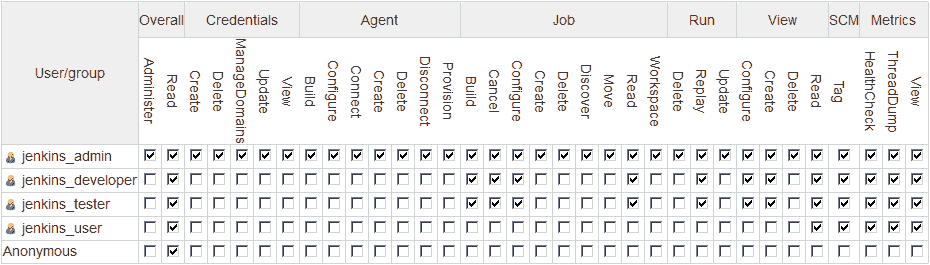 User/group Overall Credentials Agent Job Run View SCM Metrics
Administer Read Create Delete ManageDomains Update View Build Configure Connect Create Delete Disconnect Provision Build Cancel Configure Create Delete Discover Move Read Workspace Delete Replay Update Configure Create Delete Read Tag HealthCheck ThreadDump View
jenkins_admin
jenkins_developer
jenkins_tester
jenkins_user
Anonymous